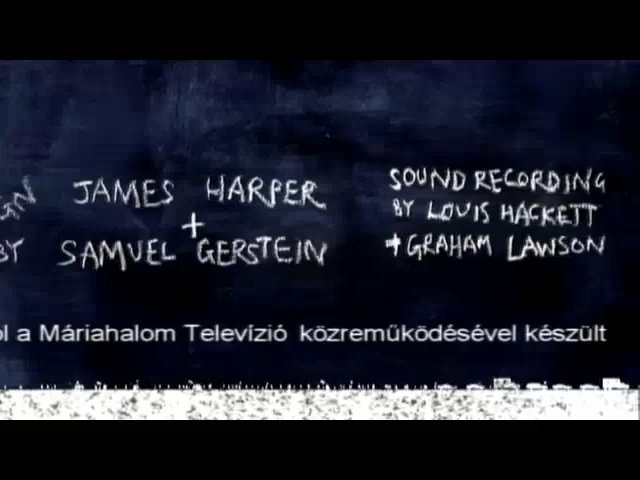 JAMES HARPER
+
BY SAMUEL GERSTEIN
SOUND RECORDING
BY LOUIS HACKETT
+ GRAHAM LAWSON
a Máriahalom Televízió közreműködésével készült